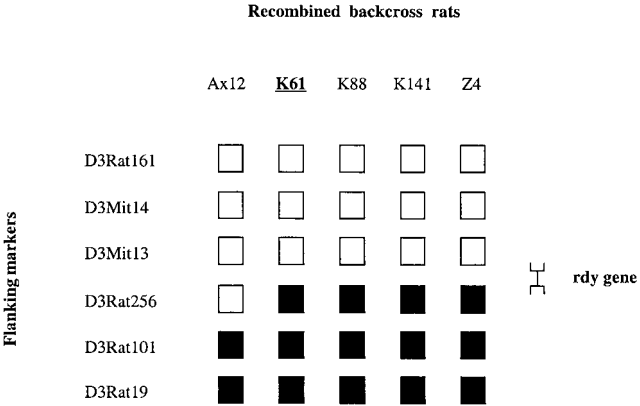 Recombined backcross rats
Ax12 K61 K88 K141 Z4
D3Rat161
D3Mit14
D3Mit13
rdy gene
D3Rat256
D3Rat101
D3Rat19
Flanking markers